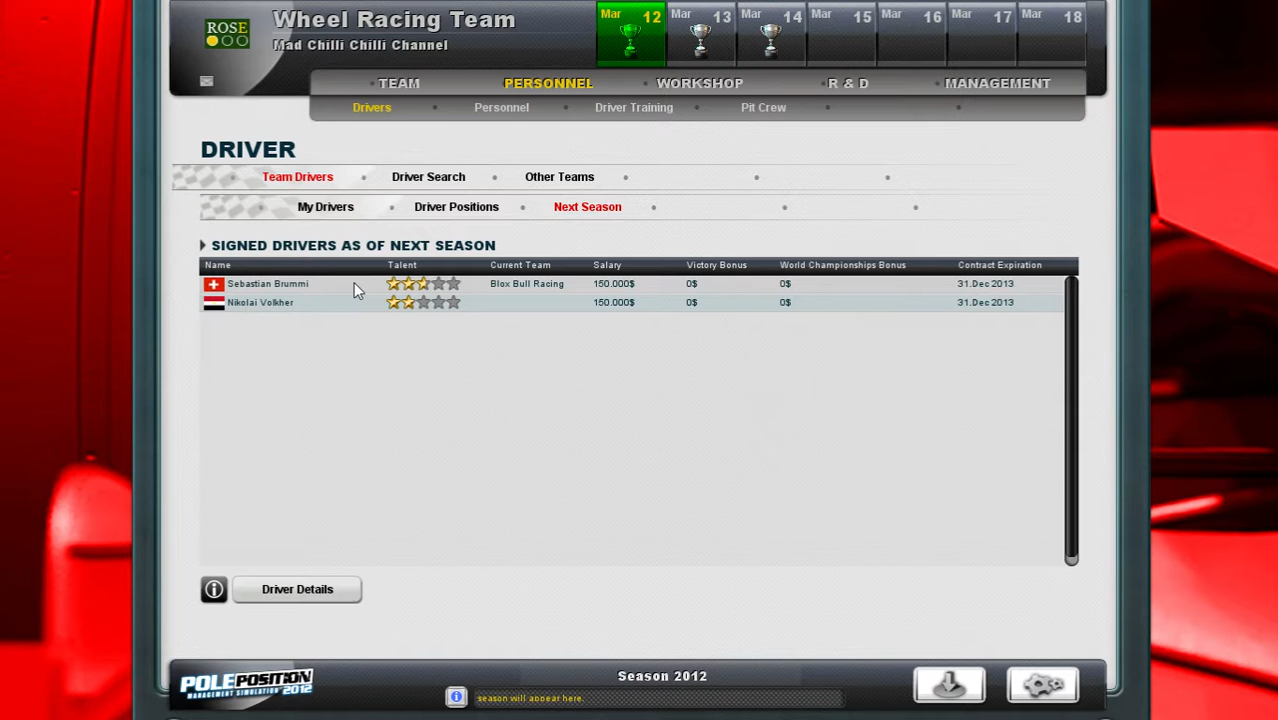 ROSE
Wheel Racing Team
Mad Chilli Chilli Channel
Mar 12 Mar 13 Mar 14 Mar 15 Mar 16 Mar 17 Mar 18
TEAM PERSONNEL WORKSHOP R & D MANAGEMENT
Drivers Personnel Driver Training Pit Crew
DRIVER
Team Drivers Driver Search Other Teams
My Drivers Driver Positions Next Season
SIGNED DRIVERS AS OF NEXT SEASON
Name Talent Current Team Salary Victory Bonus World Championships Bonus Contract Expiration
Sebastian Brummi Blox Bull Racing 150.000$ 0$ 0$ 31.Dec 2013
Nikolai Volkher 150.000$ 0$ 0$ 31.Dec 2013
Driver Details
POLEPOSITION
MANAGEMENT SIMULATION 2012
Season 2012
season will appear here.